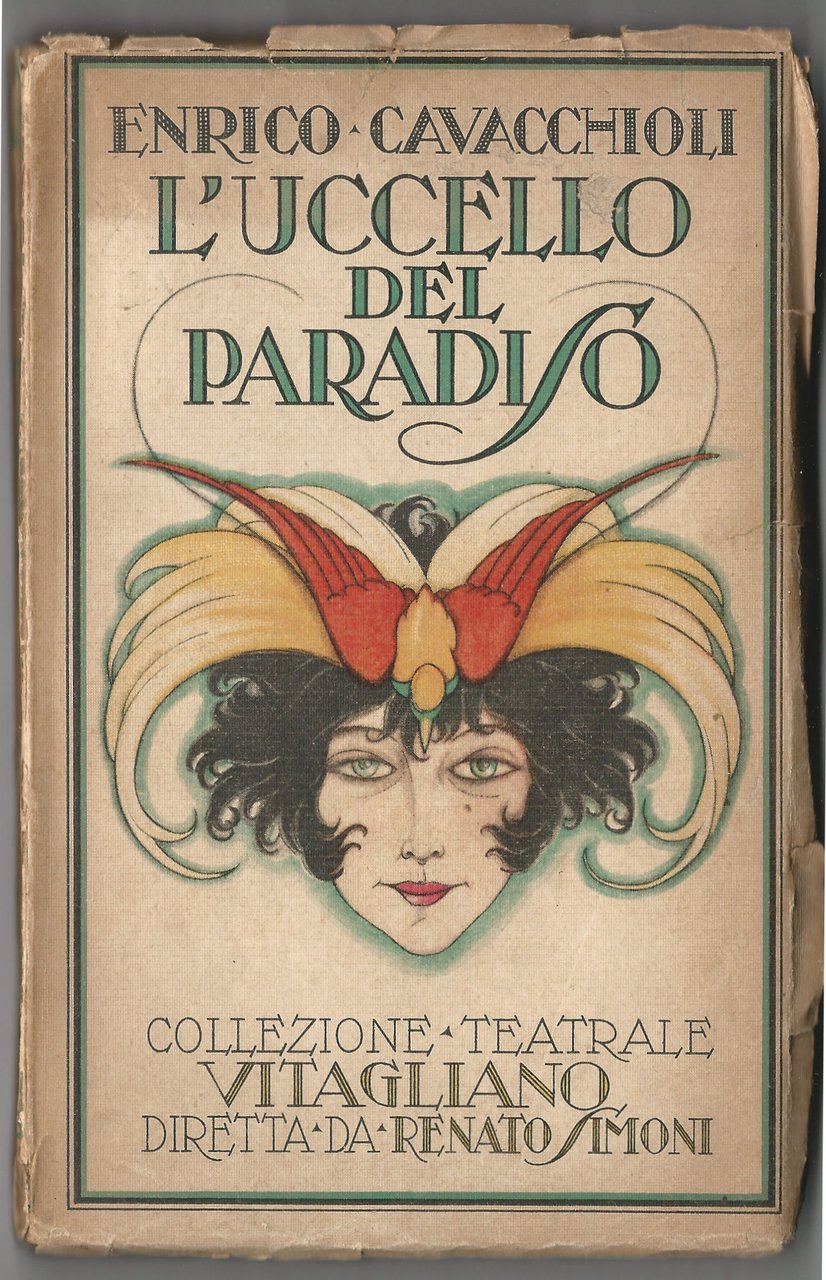 ENRICO · CAVACCHIOLI
L'UCCELLO
DEL
PARADISO
COLLEZIONE · TEATRALE
VITAGLIANO
DIRETTA · DA · RENATO SIMONI